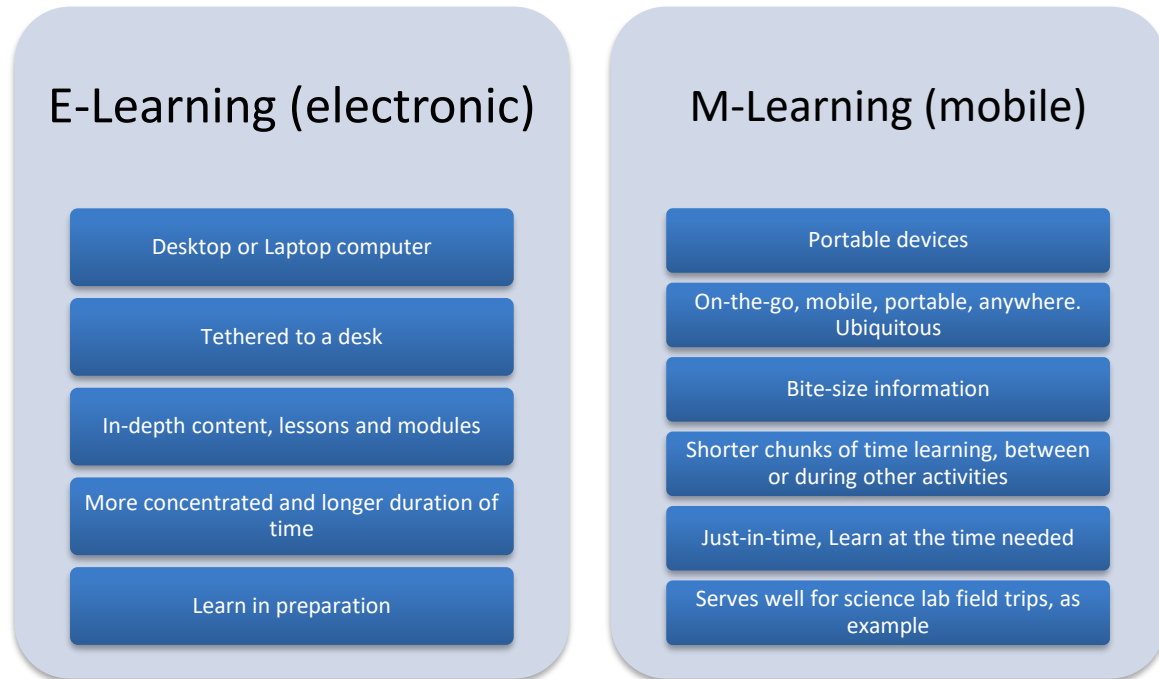 E-Learning (electronic)
Desktop or Laptop computer
Tethered to a desk
In-depth content, lessons and modules
More concentrated and longer duration of
time
Learn in preparation
M-Learning (mobile)
Portable devices
On-the-go, mobile, portable, anywhere.
Ubiquitous
Bite-size information
Shorter chunks of time learning, between
or during other activities
Just-in-time, Learn at the time needed
Serves well for science lab field trips, as
example